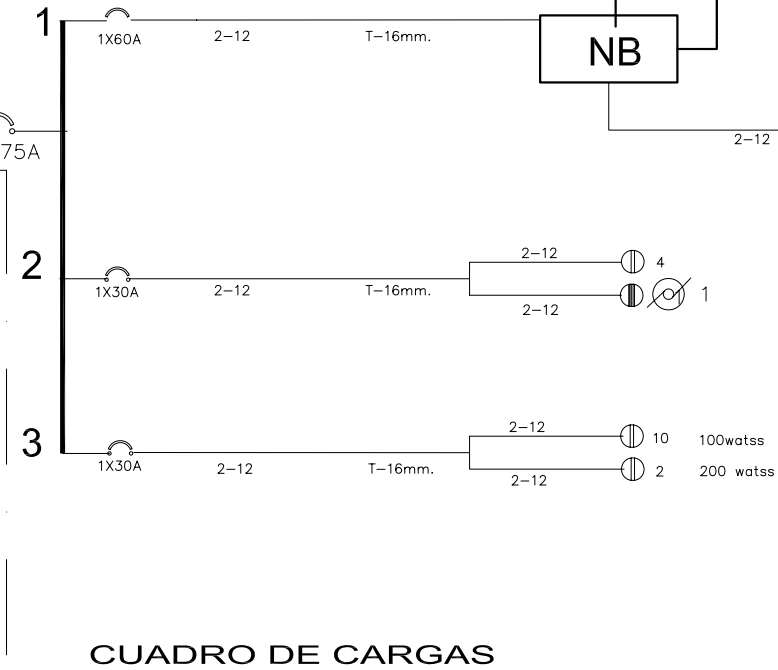 1
1X60A
2-12
T-16mm.
NB
75A
2-12
2
1X30A
2-12
T-16mm.
2-12
4
2-12
1
3
1X30A
2-12
T-16mm.
2-12
10
100watss
2-12
2
200 watss
CUADRO DE CARGAS